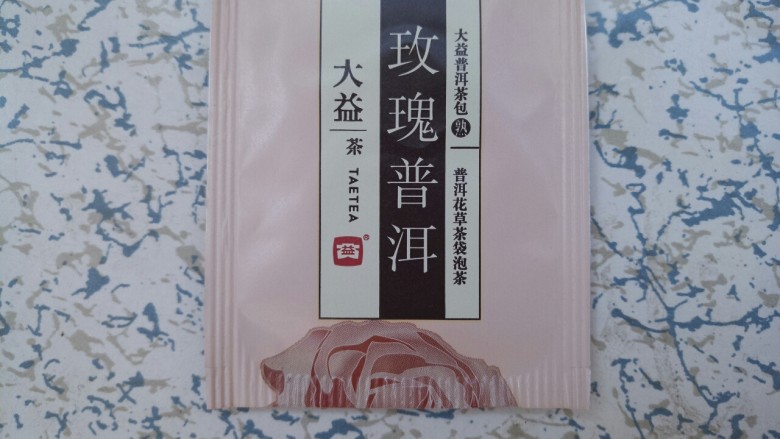 玫瑰普洱
大益
茶 TAETEA
益®
大益普洱茶包 熟
普洱花草茶袋泡茶